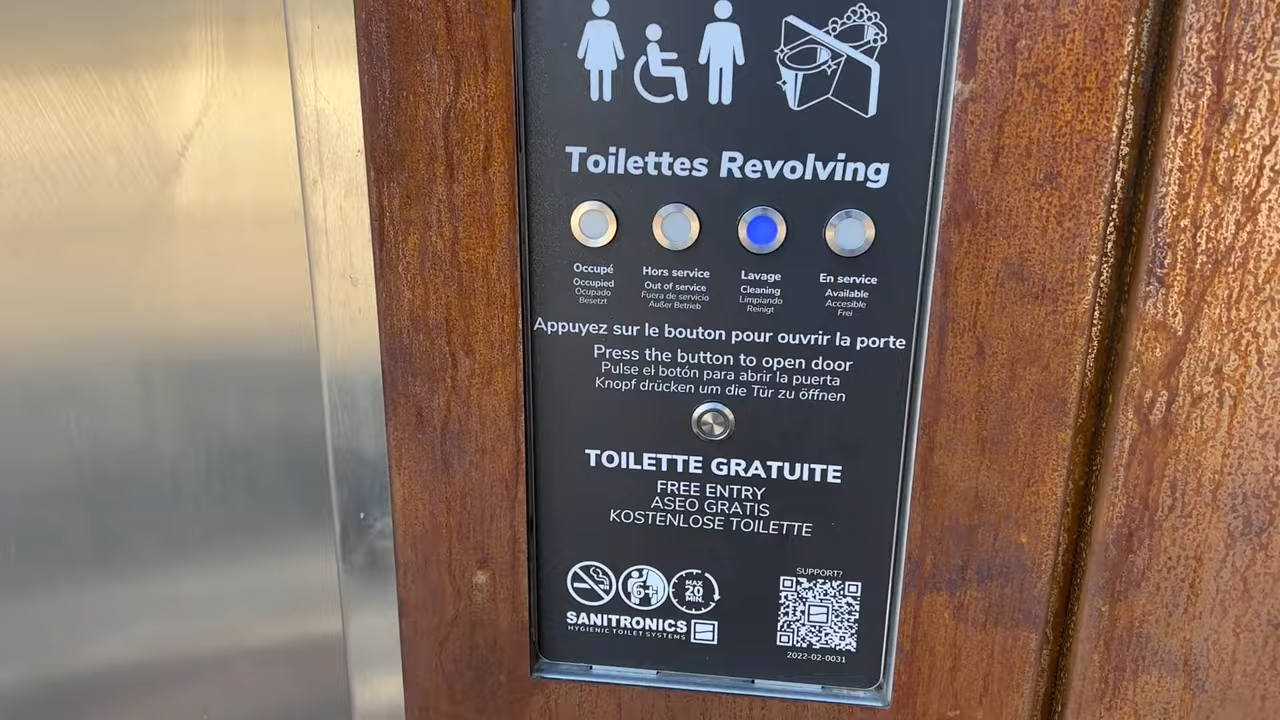 Toilettes Revolving
Occupé
Occupied
Ocupado
Besetzt
Hors service
Out of service
Fuera de servicio
Außer Betrieb
Lavage
Cleaning
Limpiando
Reinigt
En service
Available
Accesible
Frei
Appuyez sur le bouton pour ouvrir la porte
Press the button to open door
Pulse el botón para abrir la puerta
Knopf drücken um die Tür zu öffnen
TOILETTE GRATUITE
FREE ENTRY
ASEO GRATIS
KOSTENLOSE TOILETTE
6+
MAX
20
MIN.
SANITRONICS
HYGIENIC TOILET SYSTEMS
SUPPORT?
2022-02-0031